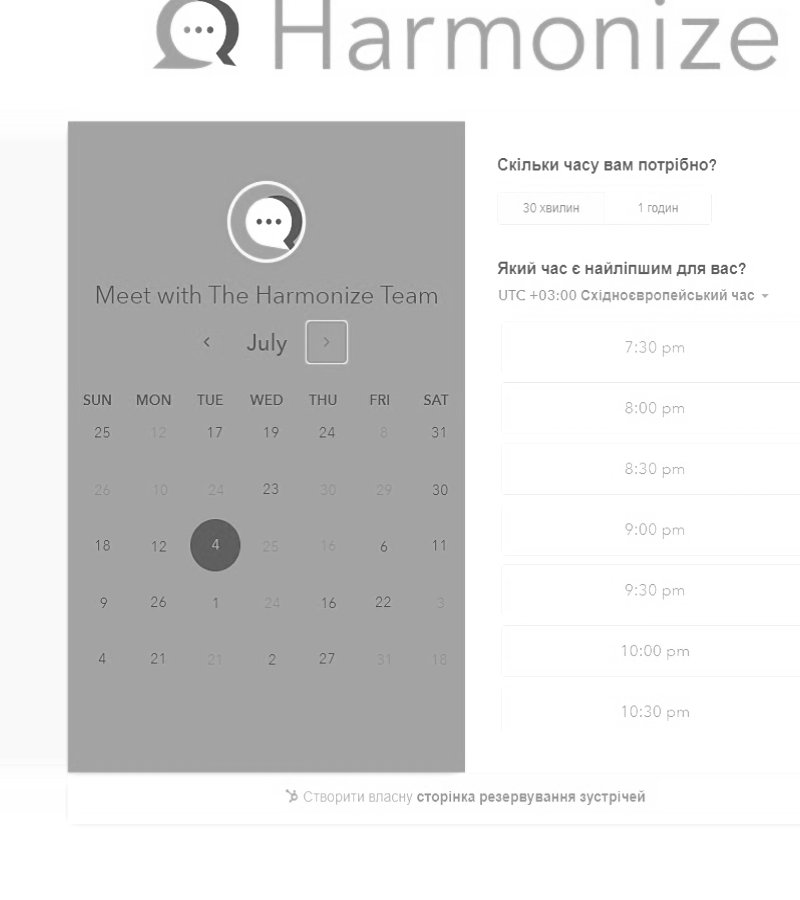 Harmonize
Meet with The Harmonize Team
July
SUN MON TUE WED THU FRI SAT
25 12 17 19 24 8 31
26 10 24 23 30 29 30
18 12 4 25 16 6 11
9 26 1 24 16 22 3
4 21 21 2 27 31 18
Скільки часу вам потрібно?
30 хвилин 1 годин
Який час є найліпшим для вас?
UTC +03:00 Східноєвропейський час
7:30 pm
8:00 pm
8:30 pm
9:00 pm
9:30 pm
10:00 pm
10:30 pm
Створити власну сторінка резервування зустрічей